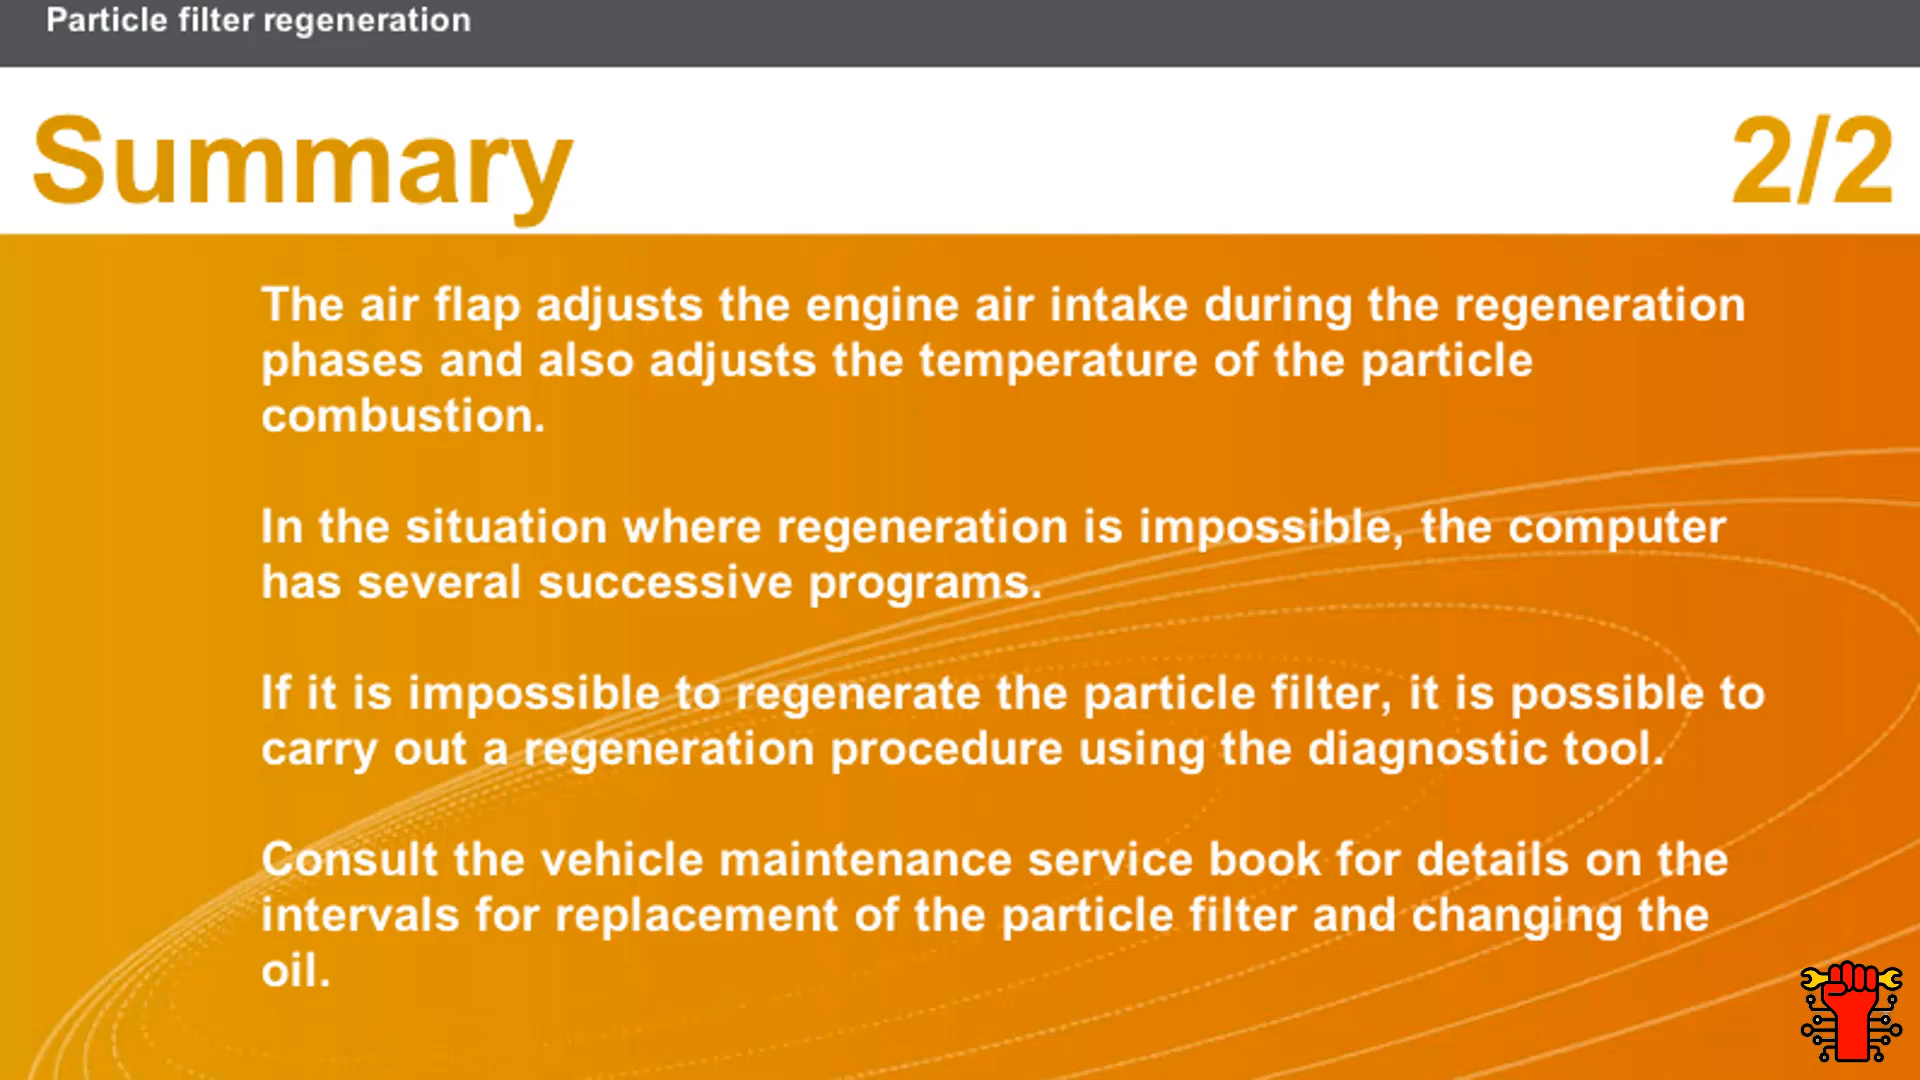 Particle filter regeneration
Summary
2/2
The air flap adjusts the engine air intake during the regeneration
phases and also adjusts the temperature of the particle
combustion.
In the situation where regeneration is impossible, the computer
has several successive programs.
If it is impossible to regenerate the particle filter, it is possible to
carry out a regeneration procedure using the diagnostic tool.
Consult the vehicle maintenance service book for details on the
intervals for replacement of the particle filter and changing the
oil.